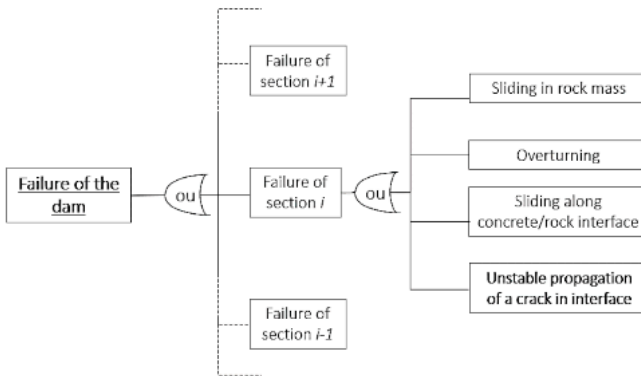 Failure of
section i+1
Sliding in rock mass
Overturning
Failure of the
dam
ou
Failure of
section i
ou
Sliding along
concrete/rock interface
Unstable propagation
of a crack in interface
Failure of
section i-1